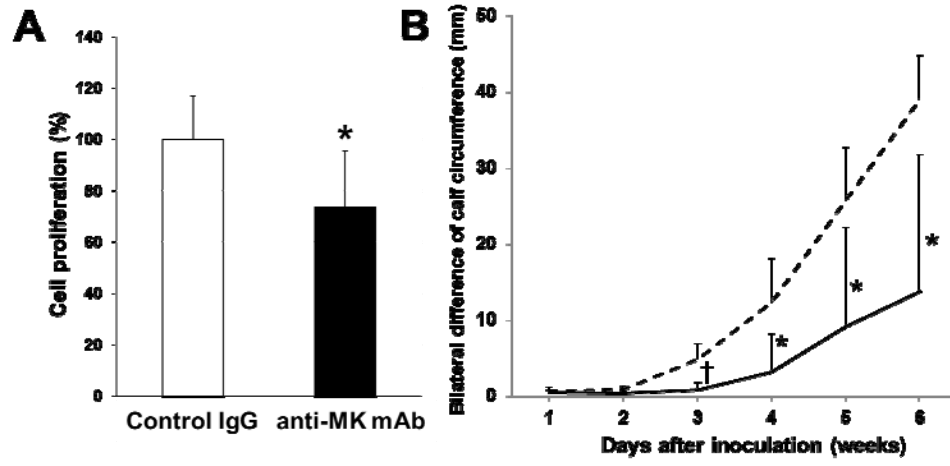 A
Cell proliferation (%)
140
120
100
80
60
40
20
0
*
Control IgG
anti-MK mAb
B
Bilateral difference of calf circumference (mm)
50
40
30
20
10
0
†
*
*
*
1 2 3 4 5 6
Days after inoculation (weeks)